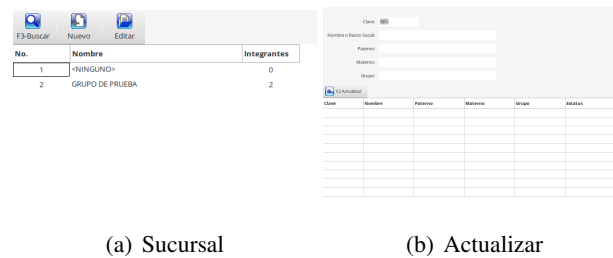 F3-Buscar Nuevo Editar
No. Nombre Integrantes
1 <NINGUNO> 0
2 GRUPO DE PRUEBA 2
(a) Sucursal
Clave: 001
Nombre o Razon Social:
Paterno:
Materno:
Grupo:
F2 Actualizar
Clave Nombre Paterno Materno Grupo Estatus
(b) Actualizar